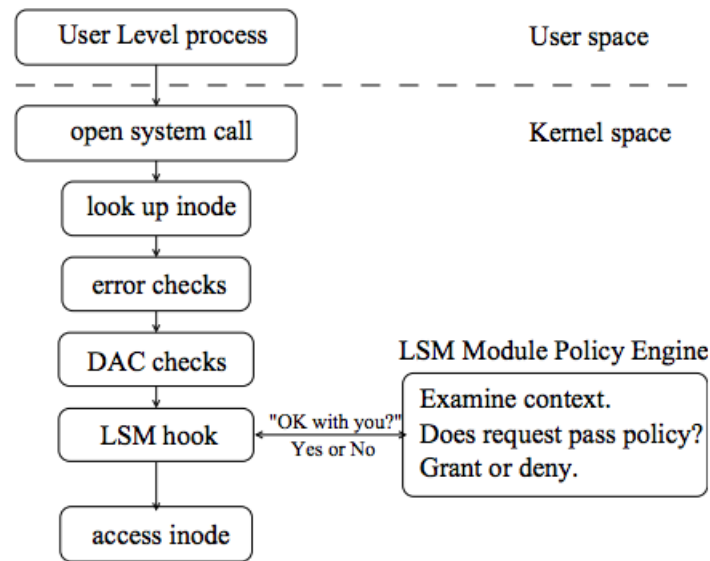 User Level process
User space
open system call
Kernel space
look up inode
error checks
DAC checks
LSM Module Policy Engine
LSM hook
"OK with you?"
Yes or No
Examine context.
Does request pass policy?
Grant or deny.
access inode